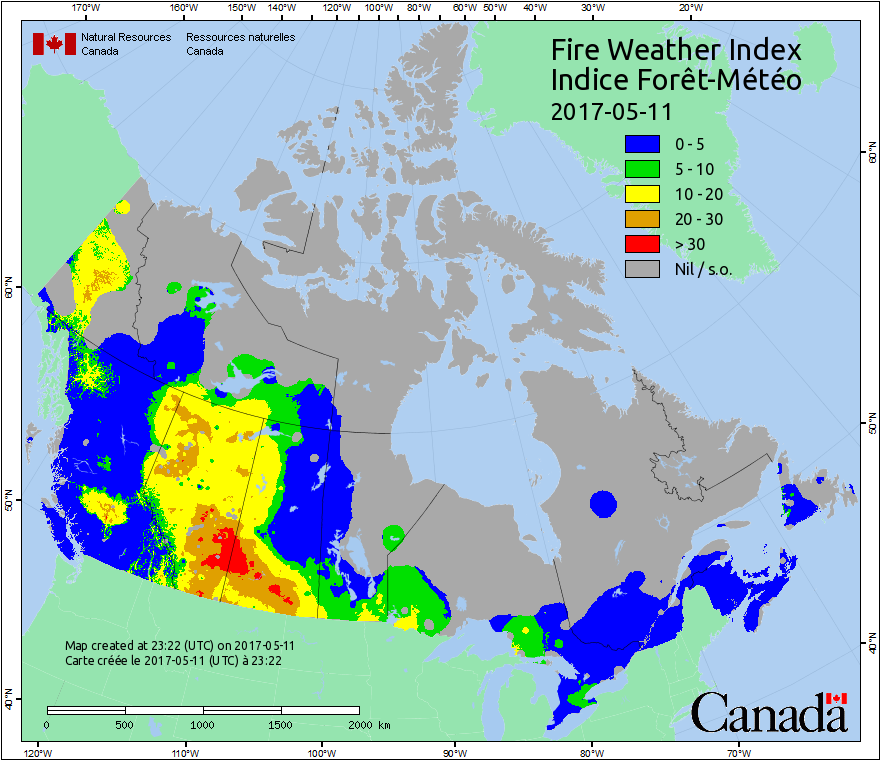 170°W 160°W 150°W 140°W 130°W 120°W 110°W 100°W 90°W 80°W 60°W 50°W 40°W 30°W 20°W
Natural Resources Ressources naturelles
Canada Canada
Fire Weather Index
Indice Forêt-Météo
2017-05-11
0 - 5
5 - 10
10 - 20
20 - 30
> 30
Nil / s.o.
60°N
60°N
50°N
50°N
40°N
40°N
Map created at 23:22 (UTC) on 2017-05-11
Carte créée le 2017-05-11 (UTC) à 23:22
0 500 1000 1500 2000 km
Canada
120°W 110°W 100°W 90°W 80°W 70°W